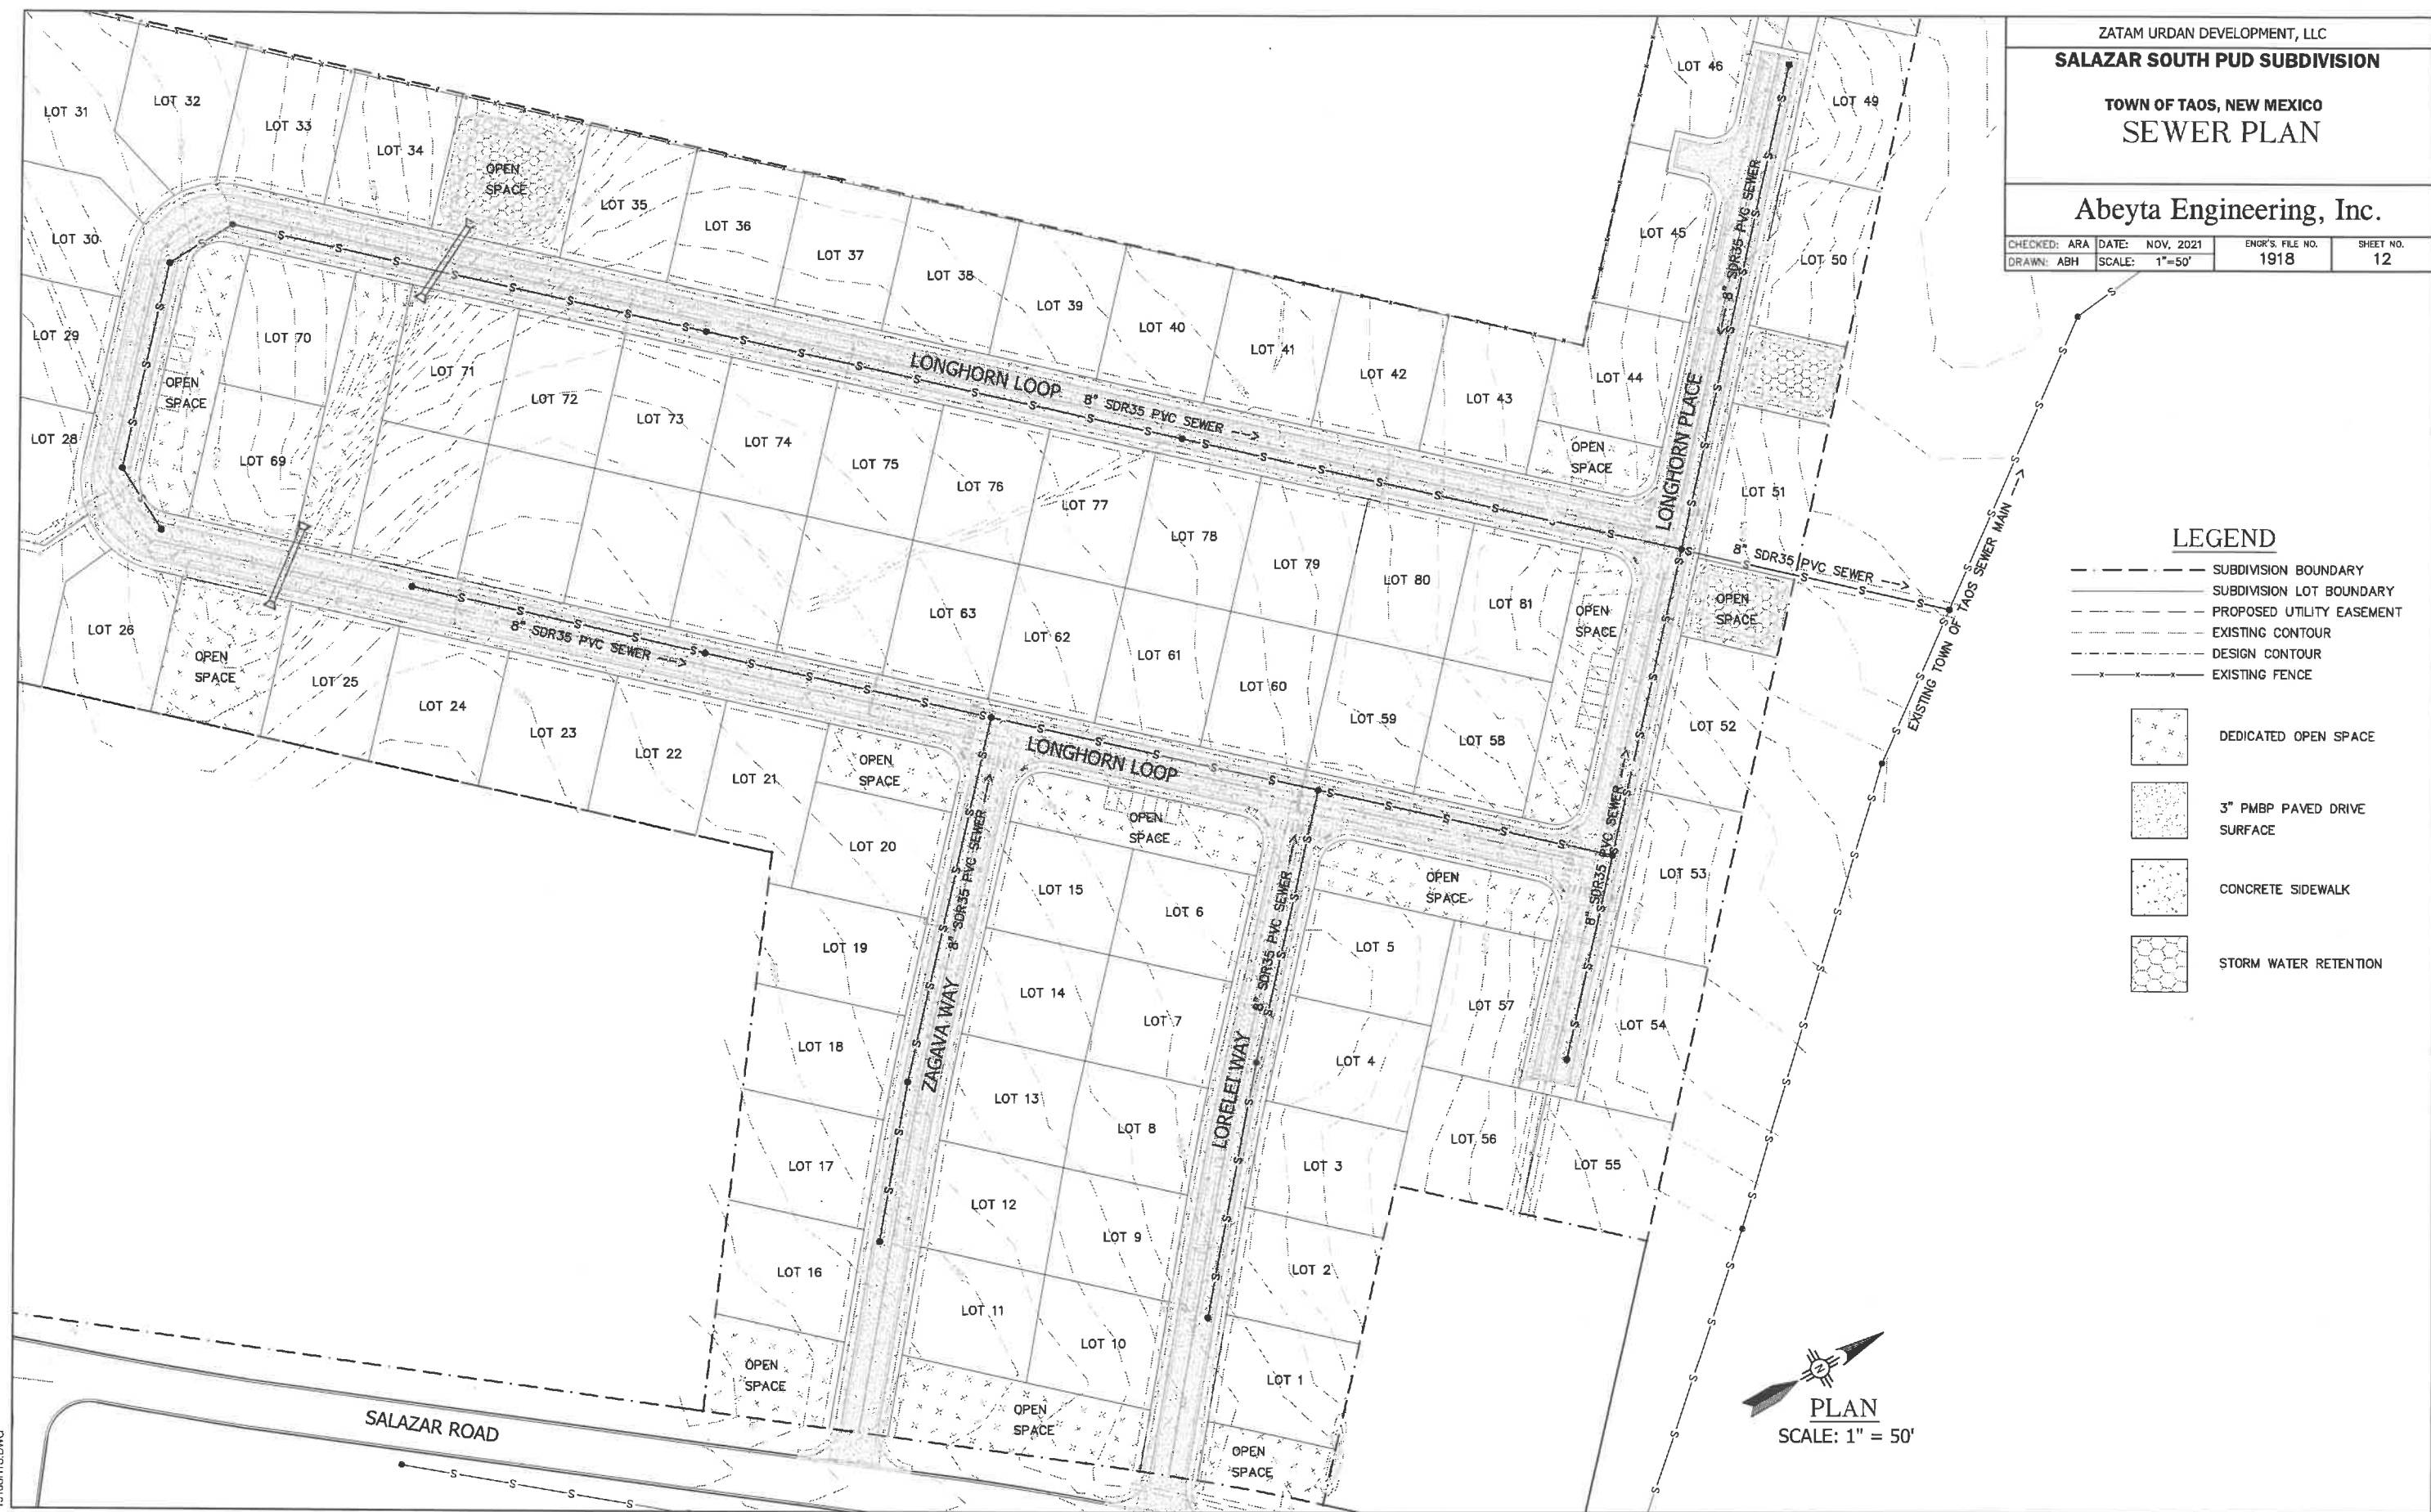 ZATAM URDAN DEVELOPMENT, LLC
SALAZAR SOUTH PUD SUBDIVISION
TOWN OF TAOS, NEW MEXICO
SEWER PLAN
Abeyta Engineering, Inc.
CHECKED: ARA DATE: NOV, 2021 ENGR'S. FILE NO. SHEET NO.
DRAWN: ABH SCALE: 1"=50' 1918 12
LOT 31
LOT 32
LOT 33
LOT 34
OPEN
SPACE
LOT 35
LOT 36
LOT 37
LOT 38
LOT 39
LOT 40
LOT 41
LOT 42
LOT 43
LOT 44
LOT 45
LOT 46
LOT 49
LOT 50
LOT 51
OPEN
SPACE
LONGHORN PLACE
8" SDR35 PVC SEWER
LOT 30
LOT 29
LOT 28
OPEN
SPACE
LOT 70
LOT 69
LOT 71
LOT 72
LOT 73
LOT 74
LOT 75
LOT 76
LOT 77
LOT 78
LOT 79
LOT 80
LOT 81
OPEN
SPACE
LONGHORN LOOP
8" SDR35 PVC SEWER
8" SDR35 PVC SEWER
OPEN
SPACE
EXISTING TOWN OF TAOS SEWER MAIN
LOT 26
OPEN
SPACE
LOT 25
LOT 24
LOT 23
LOT 22
LOT 21
OPEN
SPACE
8" SDR35 PVC SEWER
LOT 63
LOT 62
LOT 61
LOT 60
LOT 59
LOT 58
LONGHORN LOOP
LOT 52
LOT 53
LOT 54
LOT 55
LOT 56
LOT 57
8" SDR35 PVC SEWER
LOT 20
LOT 19
LOT 18
LOT 17
LOT 16
OPEN
SPACE
ZAGAVA WAY
8" SDR35 PVC SEWER
OPEN
SPACE
LOT 15
LOT 14
LOT 13
LOT 12
LOT 11
LOT 6
LOT 7
LOT 8
LOT 9
LOT 10
OPEN
SPACE
LORELEI WAY
8" SDR35 PVC SEWER
OPEN
SPACE
LOT 5
LOT 4
LOT 3
LOT 2
LOT 1
OPEN
SPACE
SALAZAR ROAD
LEGEND
SUBDIVISION BOUNDARY
SUBDIVISION LOT BOUNDARY
PROPOSED UTILITY EASEMENT
EXISTING CONTOUR
DESIGN CONTOUR
EXISTING FENCE
DEDICATED OPEN SPACE
3" PMBP PAVED DRIVE
SURFACE
CONCRETE SIDEWALK
STORM WATER RETENTION
N
PLAN
SCALE: 1" = 50'